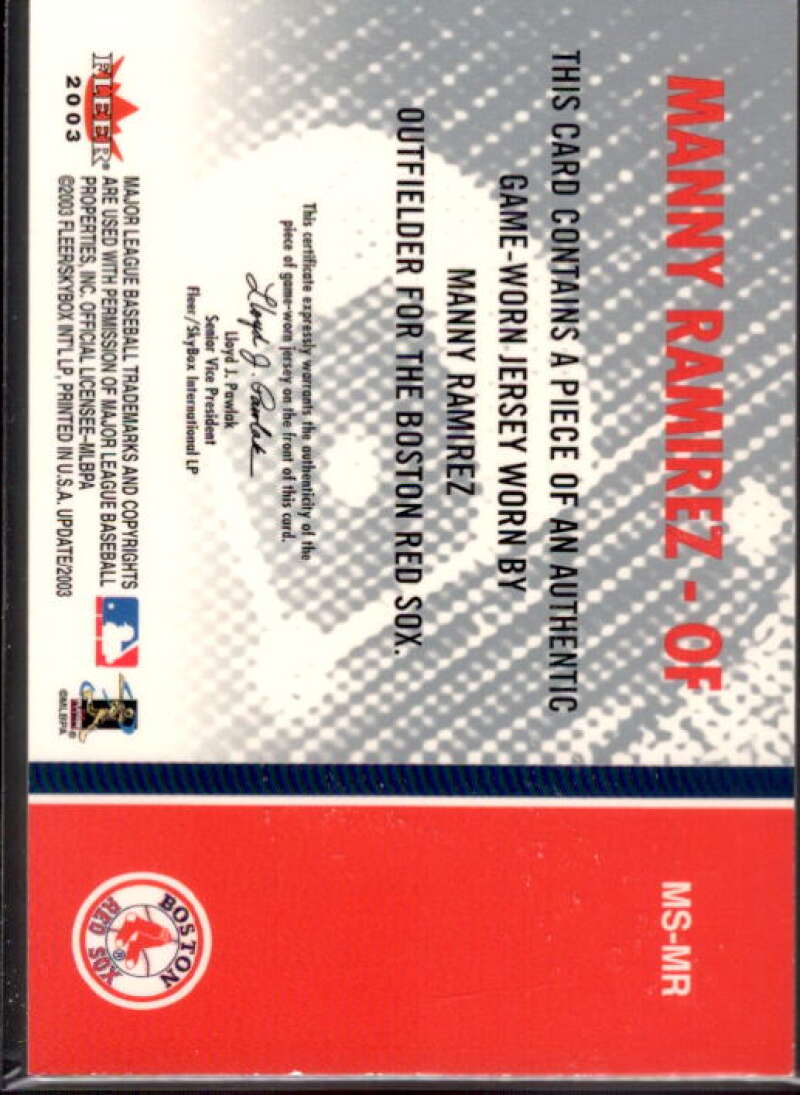 MANNY RAMIREZ - OF
MS-MR
THIS CARD CONTAINS A PIECE OF AN AUTHENTIC
GAME-WORN JERSEY WORN BY
MANNY RAMIREZ
OUTFIELDER FOR THE BOSTON RED SOX.
This certificate expressly warrants the authenticity of the
piece of game-worn jersey on the front of this card.
Lloyd J. Pawlak
Lloyd J. Pawlak
Senior Vice President
Fleer/SkyBox International LP
FLEER®
2003
MAJOR LEAGUE BASEBALL TRADEMARKS AND COPYRIGHTS
ARE USED WITH PERMISSION OF MAJOR LEAGUE BASEBALL
PROPERTIES, INC. OFFICIAL LICENSEE-MLBPA
©2003 FLEER/SKYBOX INT'L LP, PRINTED IN U.S.A. UPDATE/2003
©MLBPA
BOSTON
RED SOX
®